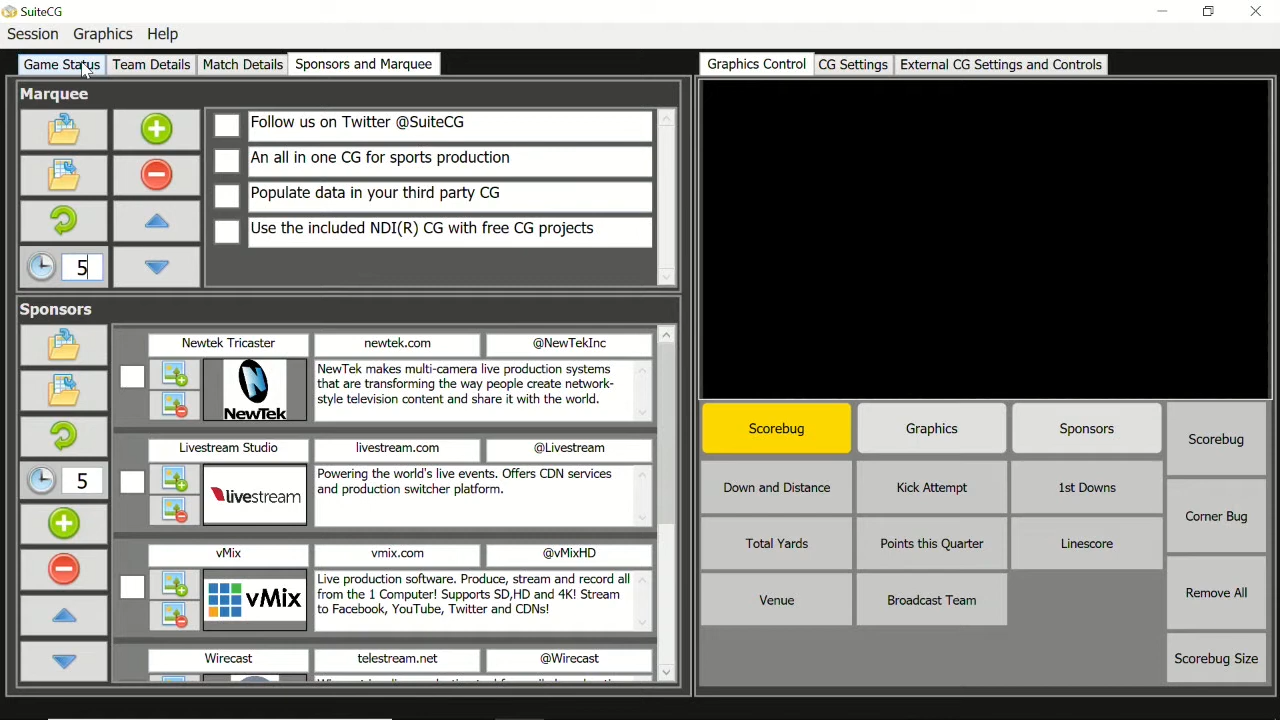 SuiteCG
Session Graphics Help
Game Status Team Details Match Details Sponsors and Marquee
Marquee
Follow us on Twitter @SuiteCG
An all in one CG for sports production
Populate data in your third party CG
Use the included NDI(R) CG with free CG projects
5
Sponsors
Newtek Tricaster newtek.com @NewTekInc
NewTek makes multi-camera live production systems
that are transforming the way people create network-
style television content and share it with the world.
NewTek
Livestream Studio livestream.com @Livestream
Powering the world's live events. Offers CDN services
and production switcher platform.
livestream
5
vMix vmix.com @vMixHD
Live production software. Produce, stream and record all
from the 1 Computer! Supports SD,HD and 4K! Stream
to Facebook, YouTube, Twitter and CDNs!
vMix
Wirecast telestream.net @Wirecast
Graphics Control CG Settings External CG Settings and Controls
Scorebug Graphics Sponsors
Down and Distance Kick Attempt 1st Downs
Total Yards Points this Quarter Linescore
Venue Broadcast Team
Scorebug
Corner Bug
Remove All
Scorebug Size